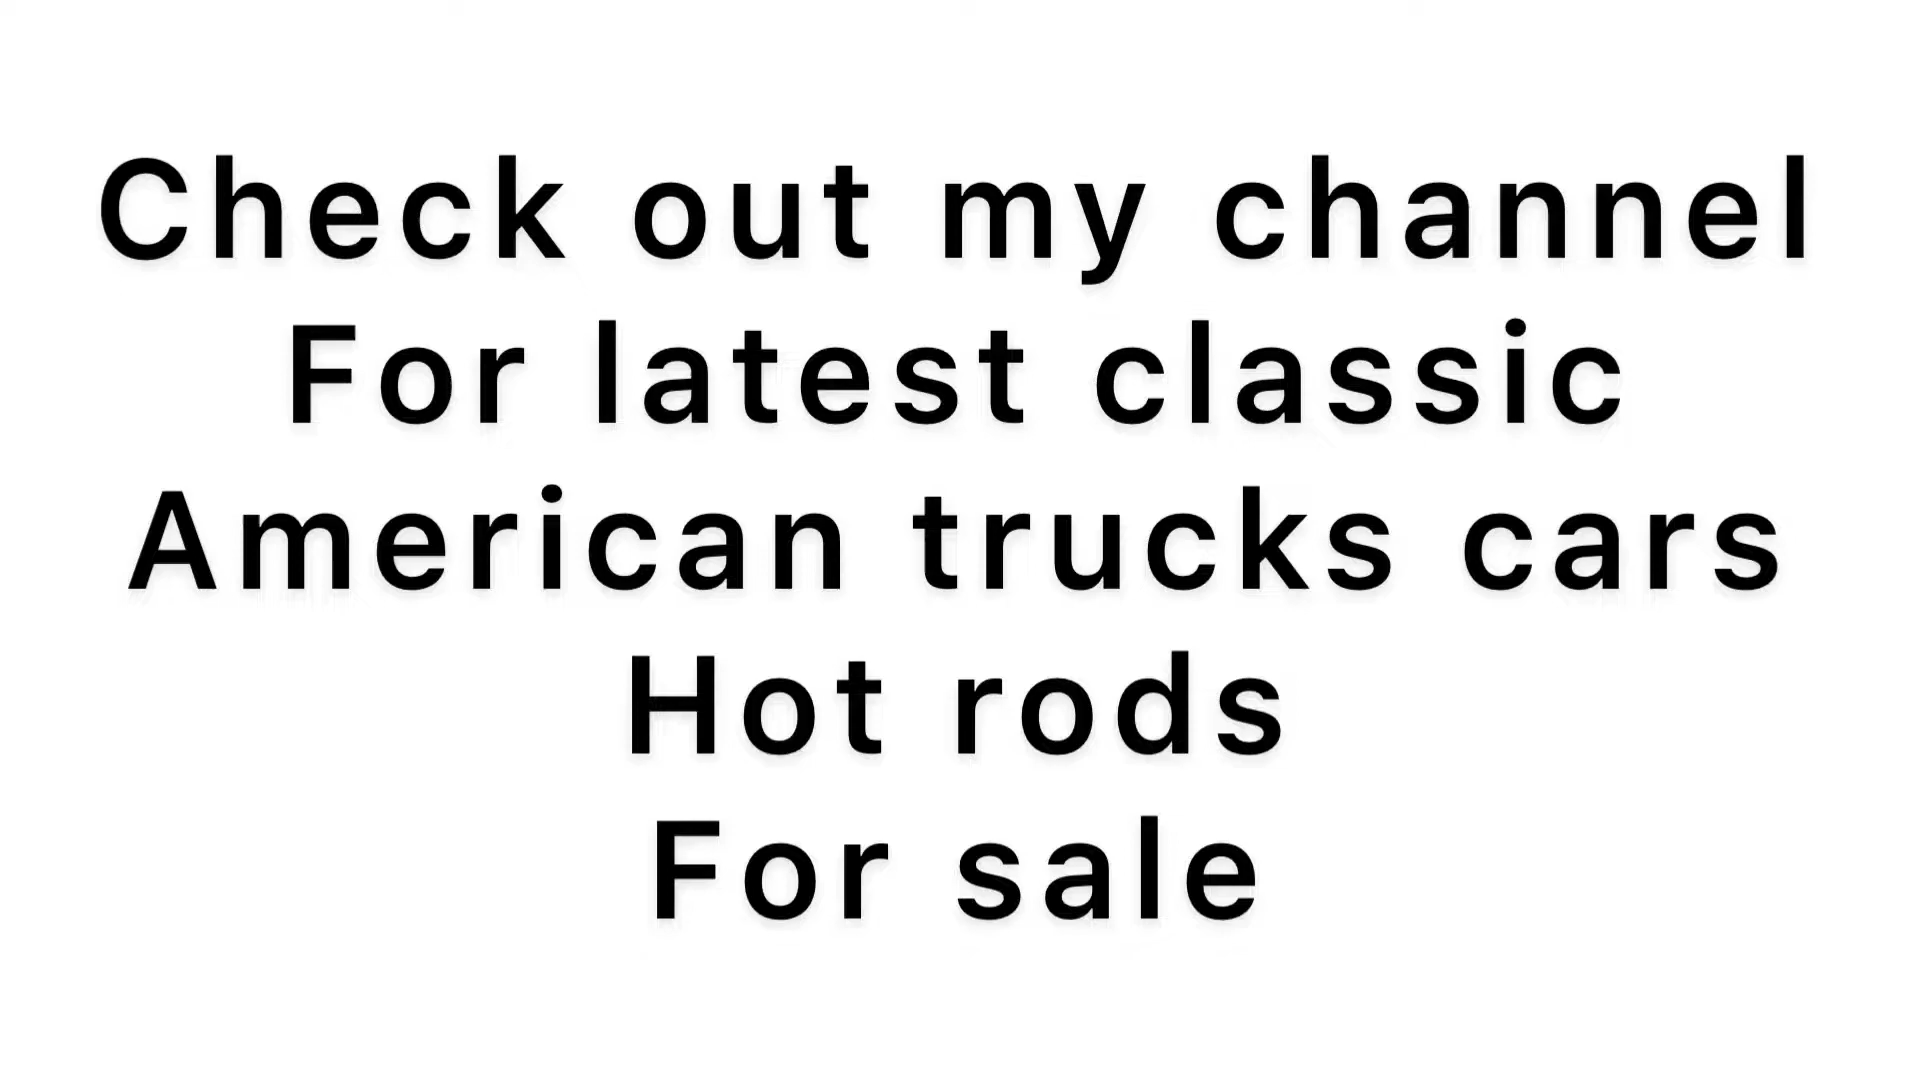 Check out my channel
For latest classic
American trucks cars
Hot rods
For sale